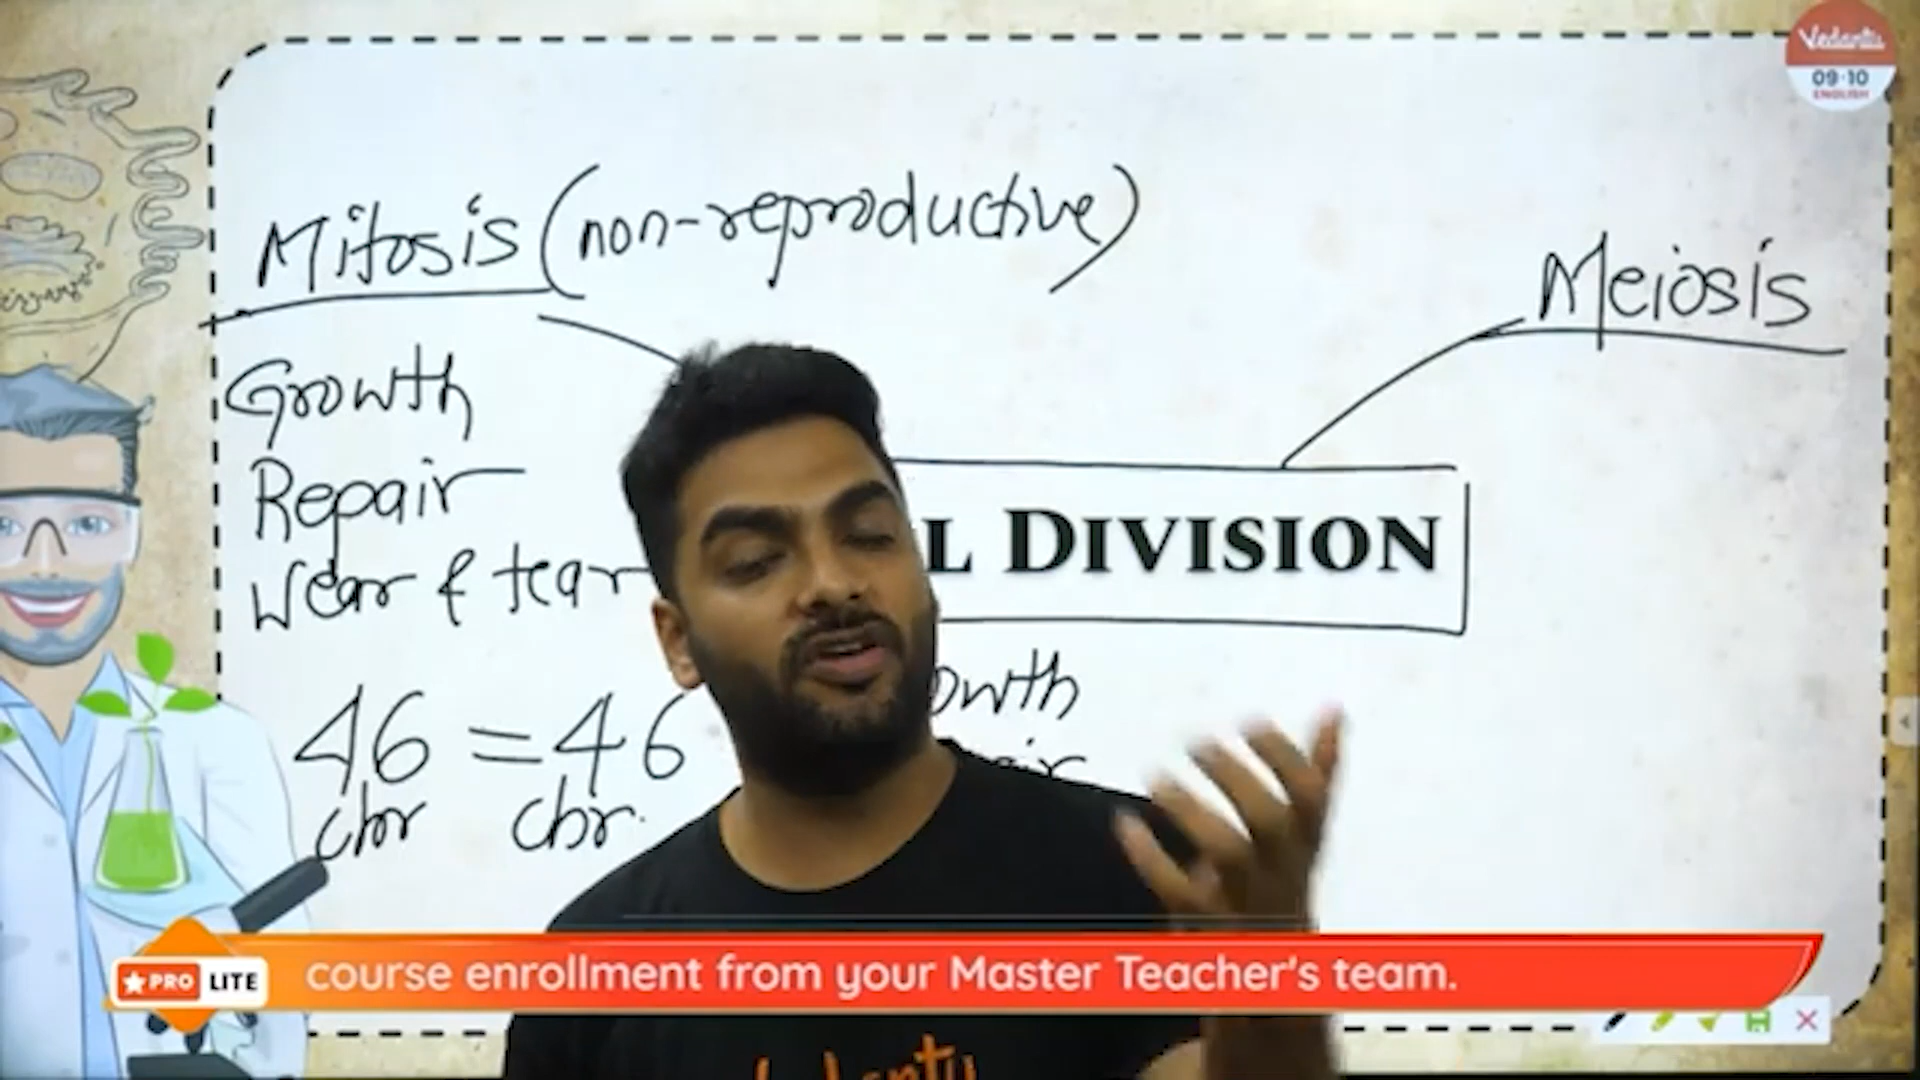 Vedantu
09-10
ENGLISH
Mitosis (non-reproductive)
Meiosis
Growth
Repair
Wear & tear
L DIVISION
owth
air
46 = 46
chr chr.
PRO LITE course enrollment from your Master Teacher's team.